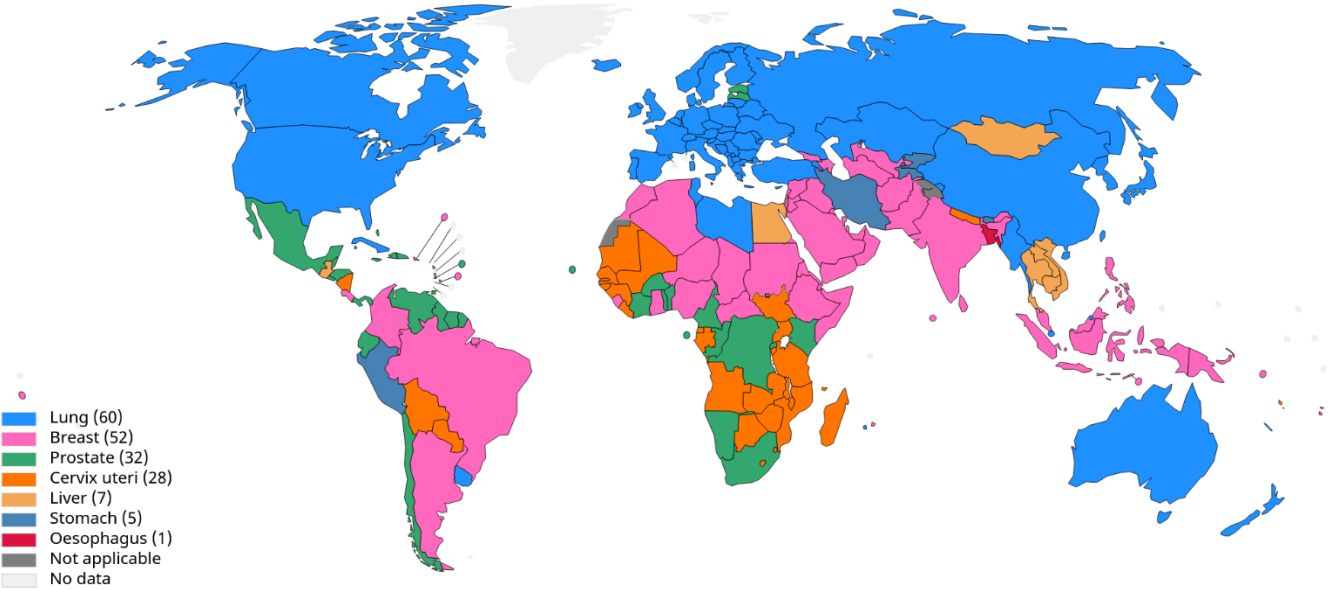 Lung (60)
Breast (52)
Prostate (32)
Cervix uteri (28)
Liver (7)
Stomach (5)
Oesophagus (1)
Not applicable
No data